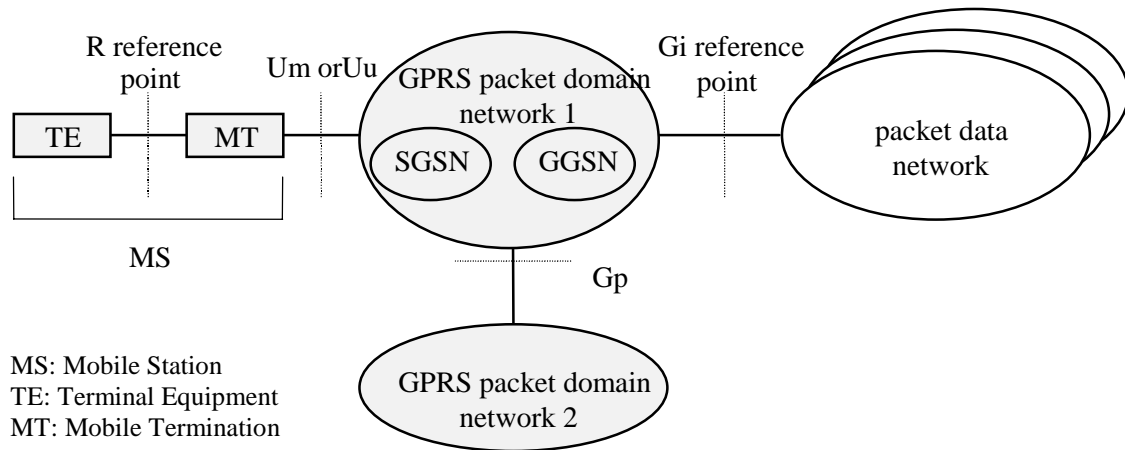 R reference
point
Um orUu
GPRS packet domain
network 1
Gi reference
point
TE
MT
SGSN
GGSN
packet data
network
MS
Gp
GPRS packet domain
network 2
MS: Mobile Station
TE: Terminal Equipment
MT: Mobile Termination